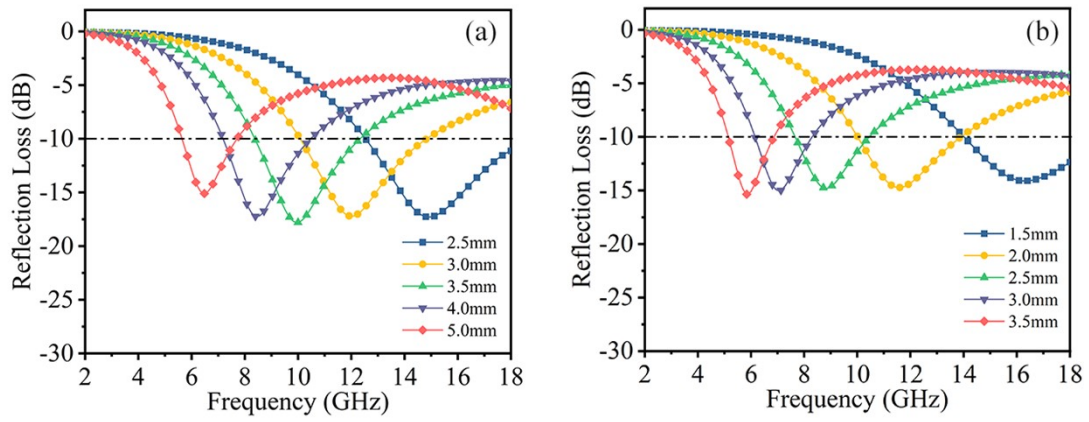 (a)
Reflection Loss (dB)
0
-5
-10
-15
-20
-25
-30
2.5mm
3.0mm
3.5mm
4.0mm
5.0mm
2 4 6 8 10 12 14 16 18
Frequency (GHz)
(b)
Reflection Loss (dB)
0
-5
-10
-15
-20
-25
-30
1.5mm
2.0mm
2.5mm
3.0mm
3.5mm
2 4 6 8 10 12 14 16 18
Frequency (GHz)